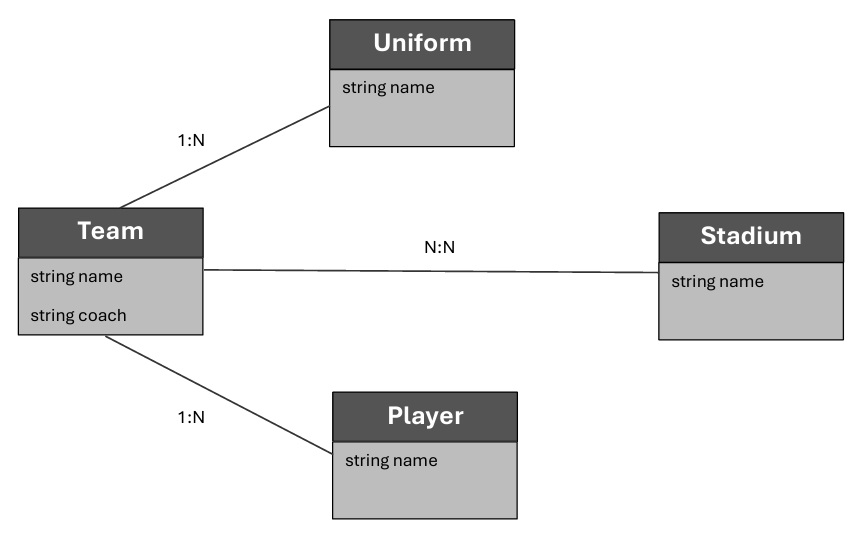 Uniform
string name
1:N
Team
string name
string coach
N:N
Stadium
string name
1:N
Player
string name